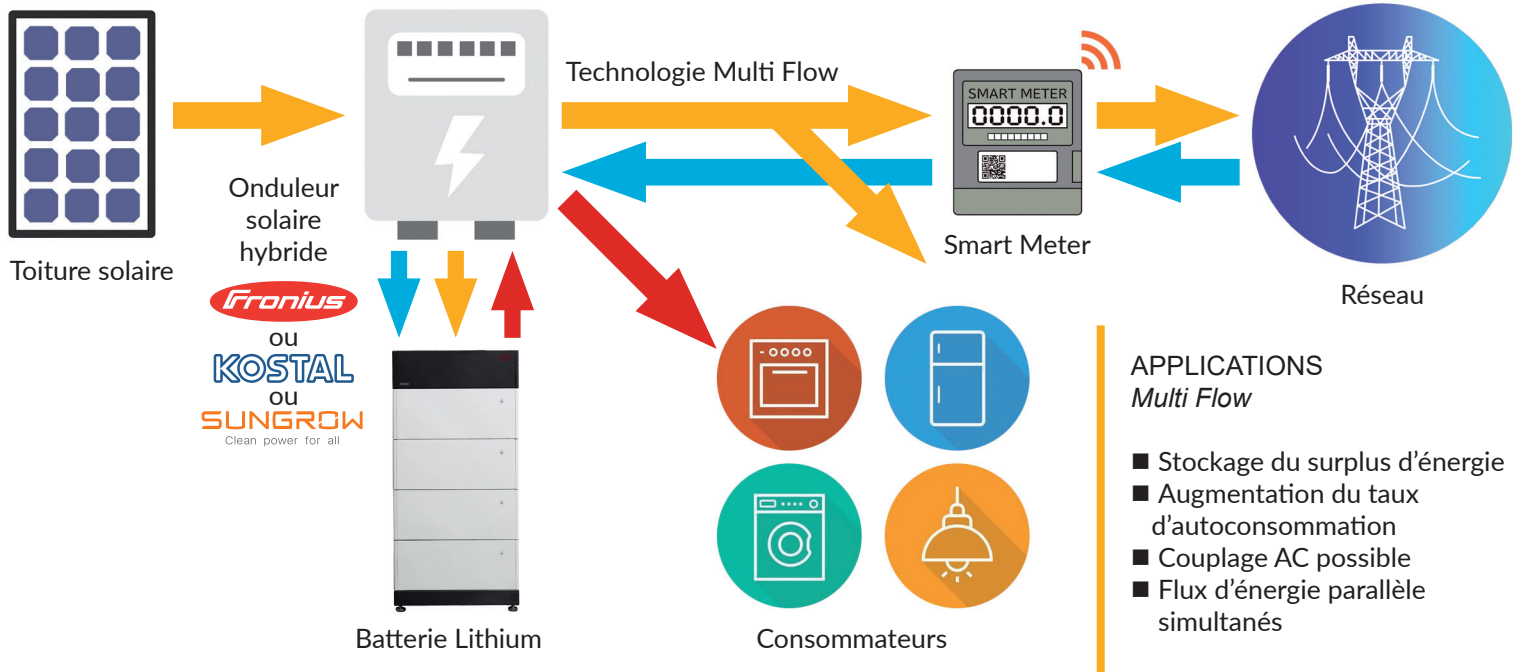 Technologie Multi Flow
SMART METER
0000.0
Onduleur
solaire
hybride
Toiture solaire
Smart Meter
Réseau
Fronius
ou
KOSTAL
ou
SUNGROW
Clean power for all
Batterie Lithium
Consommateurs
APPLICATIONS
Multi Flow
■ Stockage du surplus d’énergie
■ Augmentation du taux
d’autoconsommation
■ Couplage AC possible
■ Flux d’énergie parallèle
simultanés